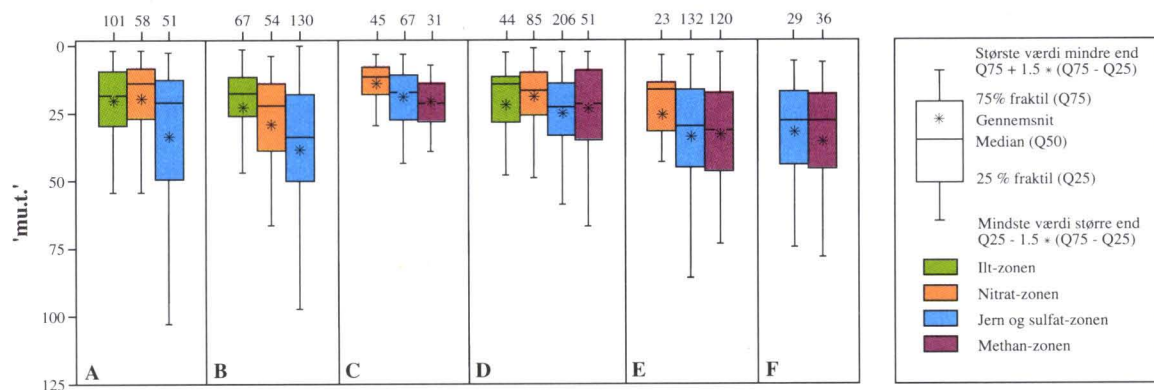 101 58 51 67 54 130 45 67 31 44 85 206 51 23 132 120 29 36
0
25
50
75
100
125
'mu.t.'
A B C D E F
Største værdi mindre end
Q75 + 1.5 * (Q75 - Q25)
75% fraktil (Q75)
Gennemsnit
Median (Q50)
25 % fraktil (Q25)
Mindste værdi større end
Q25 - 1.5 * (Q75 - Q25)
Ilt-zonen
Nitrat-zonen
Jern og sulfat-zonen
Methan-zonen